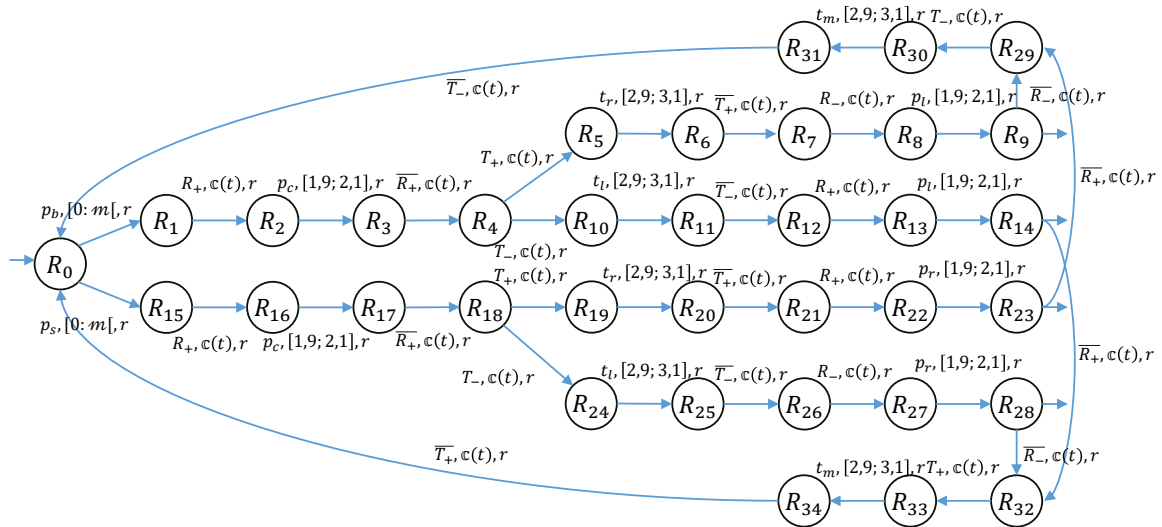 t_m, [2,9; 3,1], r T_−, ℂ(t), r
R_31 R_30 R_29
\overline{T_−}, ℂ(t), r
t_r, [2,9; 3,1], r \overline{T_+}, ℂ(t), r R_−, ℂ(t), r p_l, [1,9; 2,1], r \overline{R_−}, ℂ(t), r
R_5 R_6 R_7 R_8 R_9
T_+, ℂ(t), r
\overline{R_+}, ℂ(t), r
R_+, ℂ(t), r p_c, [1,9; 2,1], r \overline{R_+}, ℂ(t), r t_l, [2,9; 3,1], r \overline{T_−}, ℂ(t), r R_+, ℂ(t), r p_l, [1,9; 2,1], r
p_b, [0: m[, r
R_1 R_2 R_3 R_4 R_10 R_11 R_12 R_13 R_14
T_−, ℂ(t), r
R_0
T_+, ℂ(t), r t_r, [2,9; 3,1], r \overline{T_+}, ℂ(t), r R_+, ℂ(t), r p_r, [1,9; 2,1], r
R_15 R_16 R_17 R_18 R_19 R_20 R_21 R_22 R_23
p_s, [0: m[, r
R_+, ℂ(t), r p_c, [1,9; 2,1], r \overline{R_+}, ℂ(t), r
\overline{R_+}, ℂ(t), r
T_−, ℂ(t), r t_l, [2,9; 3,1], r \overline{T_−}, ℂ(t), r R_−, ℂ(t), r p_r, [1,9; 2,1], r
R_24 R_25 R_26 R_27 R_28
\overline{T_+}, ℂ(t), r
\overline{R_−}, ℂ(t), r
t_m, [2,9; 3,1], r T_+, ℂ(t), r
R_34 R_33 R_32